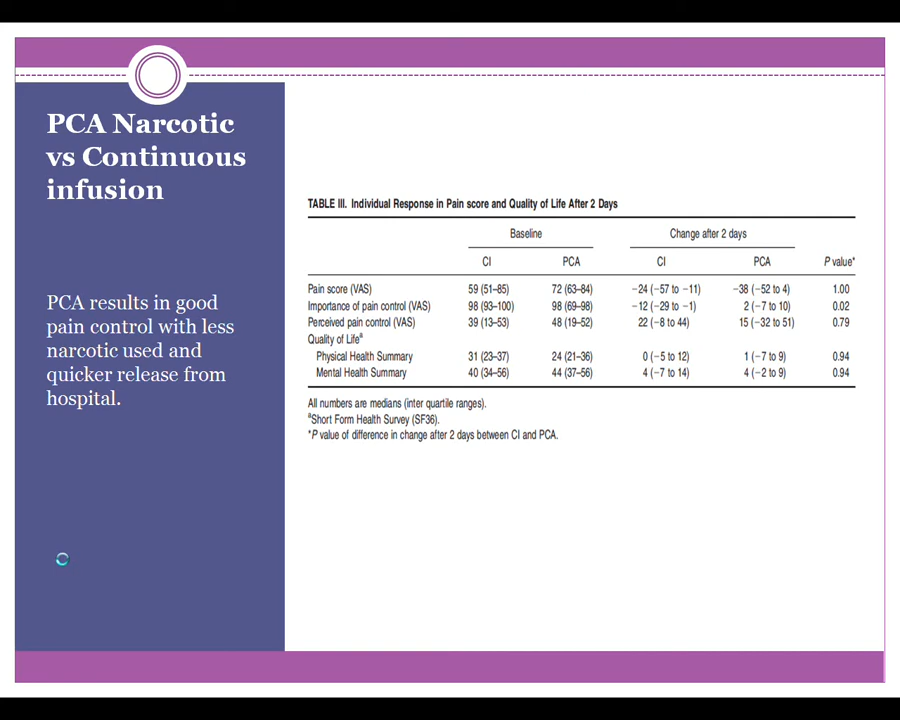 PCA Narcotic
vs Continuous
infusion
PCA results in good
pain control with less
narcotic used and
quicker release from
hospital.
TABLE III. Individual Response in Pain score and Quality of Life After 2 Days
Baseline Change after 2 days
CI PCA CI PCA P value*
Pain score (VAS) 59 (51–85) 72 (63–84) −24 (−57 to −11) −38 (−52 to 4) 1.00
Importance of pain control (VAS) 98 (93–100) 98 (69–98) −12 (−29 to −1) 2 (−7 to 10) 0.02
Perceived pain control (VAS) 39 (13–53) 48 (19–52) 22 (−8 to 44) 15 (−32 to 51) 0.79
Quality of Lifeª
Physical Health Summary 31 (23–37) 24 (21–36) 0 (−5 to 12) 1 (−7 to 9) 0.94
Mental Health Summary 40 (34–56) 44 (37–56) 4 (−7 to 14) 4 (−2 to 9) 0.94
All numbers are medians (inter quartile ranges).
ªShort Form Health Survey (SF36).
*P value of difference in change after 2 days between CI and PCA.